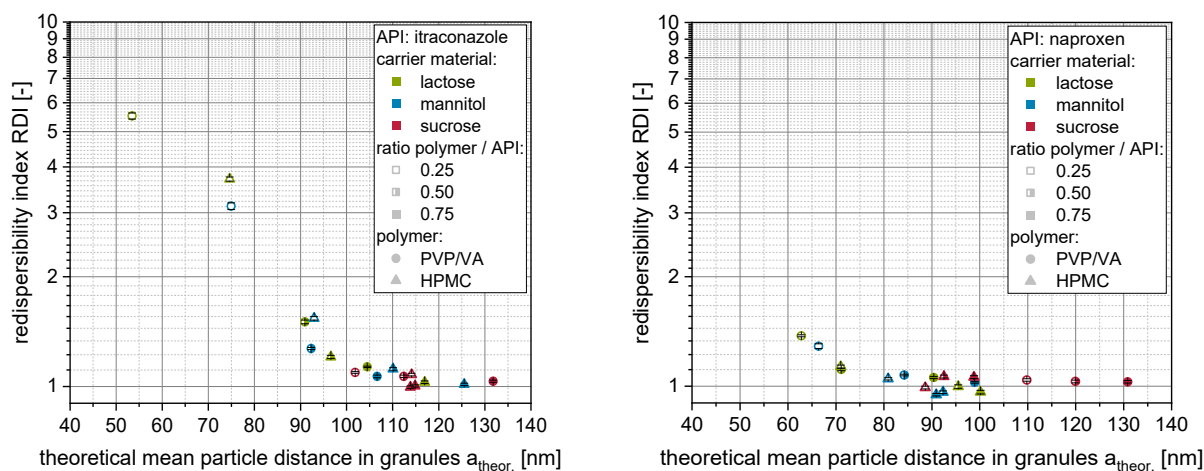 10
9
8
7
6
5
4
3
2
1
redispersibility index RDI [-]
API: itraconazole
carrier material:
lactose
mannitol
sucrose
ratio polymer / API:
0.25
0.50
0.75
polymer:
PVP/VA
HPMC
40 50 60 70 80 90 100 110 120 130 140
theoretical mean particle distance in granules a_theor. [nm]
10
9
8
7
6
5
4
3
2
1
redispersibility index RDI [-]
API: naproxen
carrier material:
lactose
mannitol
sucrose
ratio polymer / API:
0.25
0.50
0.75
polymer:
PVP/VA
HPMC
40 50 60 70 80 90 100 110 120 130 140
theoretical mean particle distance in granules a_theor. [nm]